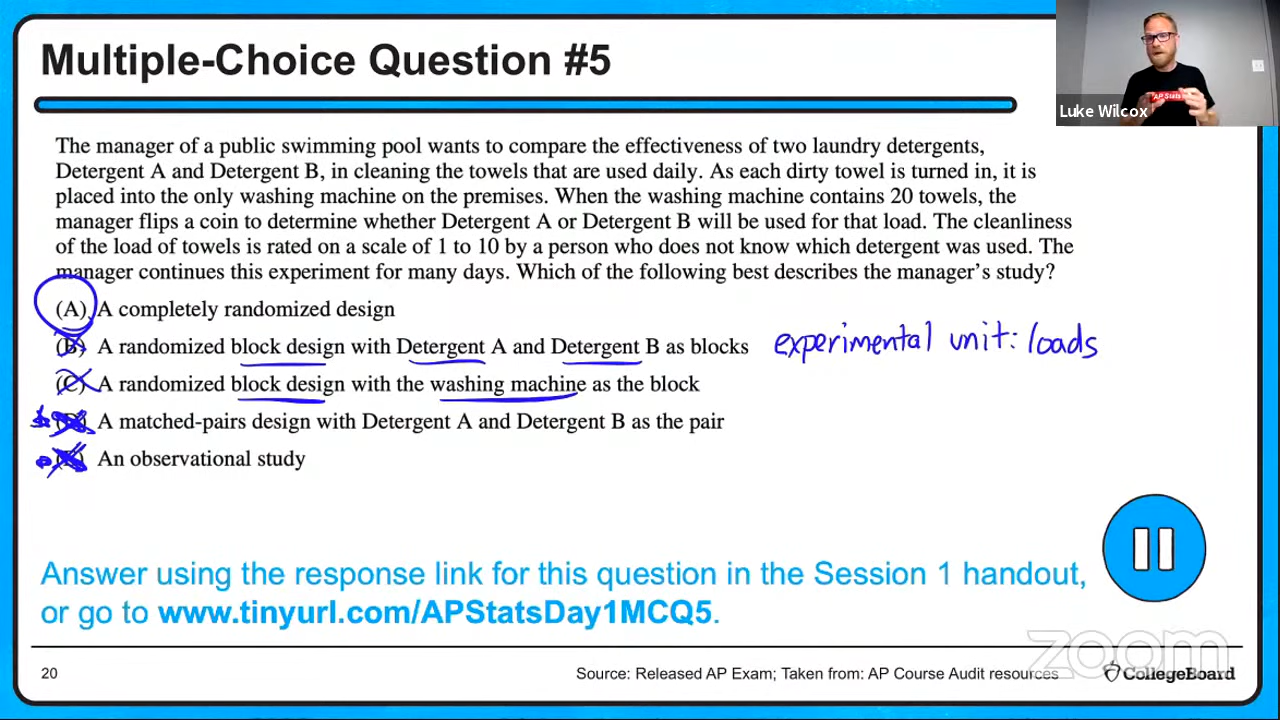 Multiple-Choice Question #5
AP Stats
Luke Wilcox
The manager of a public swimming pool wants to compare the effectiveness of two laundry detergents,
Detergent A and Detergent B, in cleaning the towels that are used daily. As each dirty towel is turned in, it is
placed into the only washing machine on the premises. When the washing machine contains 20 towels, the
manager flips a coin to determine whether Detergent A or Detergent B will be used for that load. The cleanliness
of the load of towels is rated on a scale of 1 to 10 by a person who does not know which detergent was used. The
manager continues this experiment for many days. Which of the following best describes the manager's study?
(A) A completely randomized design
(B) A randomized block design with Detergent A and Detergent B as blocks
experimental unit: loads
(C) A randomized block design with the washing machine as the block
A matched-pairs design with Detergent A and Detergent B as the pair
An observational study
Answer using the response link for this question in the Session 1 handout,
or go to www.tinyurl.com/APStatsDay1MCQ5.
zoom
20
Source: Released AP Exam; Taken from: AP Course Audit resources
CollegeBoard